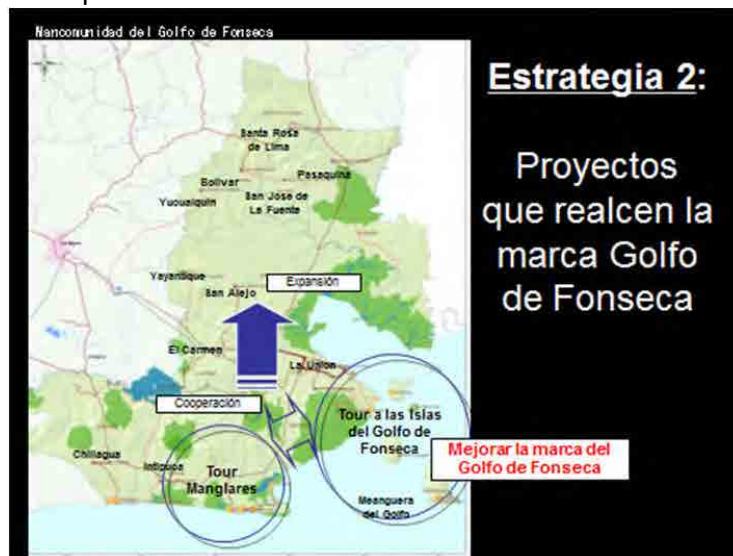 Mancomunidad del Golfo de Fonseca
Estrategia 2:
Proyectos
que realcen la
marca Golfo
de Fonseca
Santa Rosa
de Lima
Pasaquina
Bolivar
San Jose de
La Fuente
Yucuaiquin
Yayantique
San Alejo
Expansión
El Carmen
La Union
Cooperación
Tour a las Islas
del Golfo de
Fonseca
Mejorar la marca del
Golfo de Fonseca
Chilagua
Intipuca
Tour
Manglares
Meanguera
del Golfo